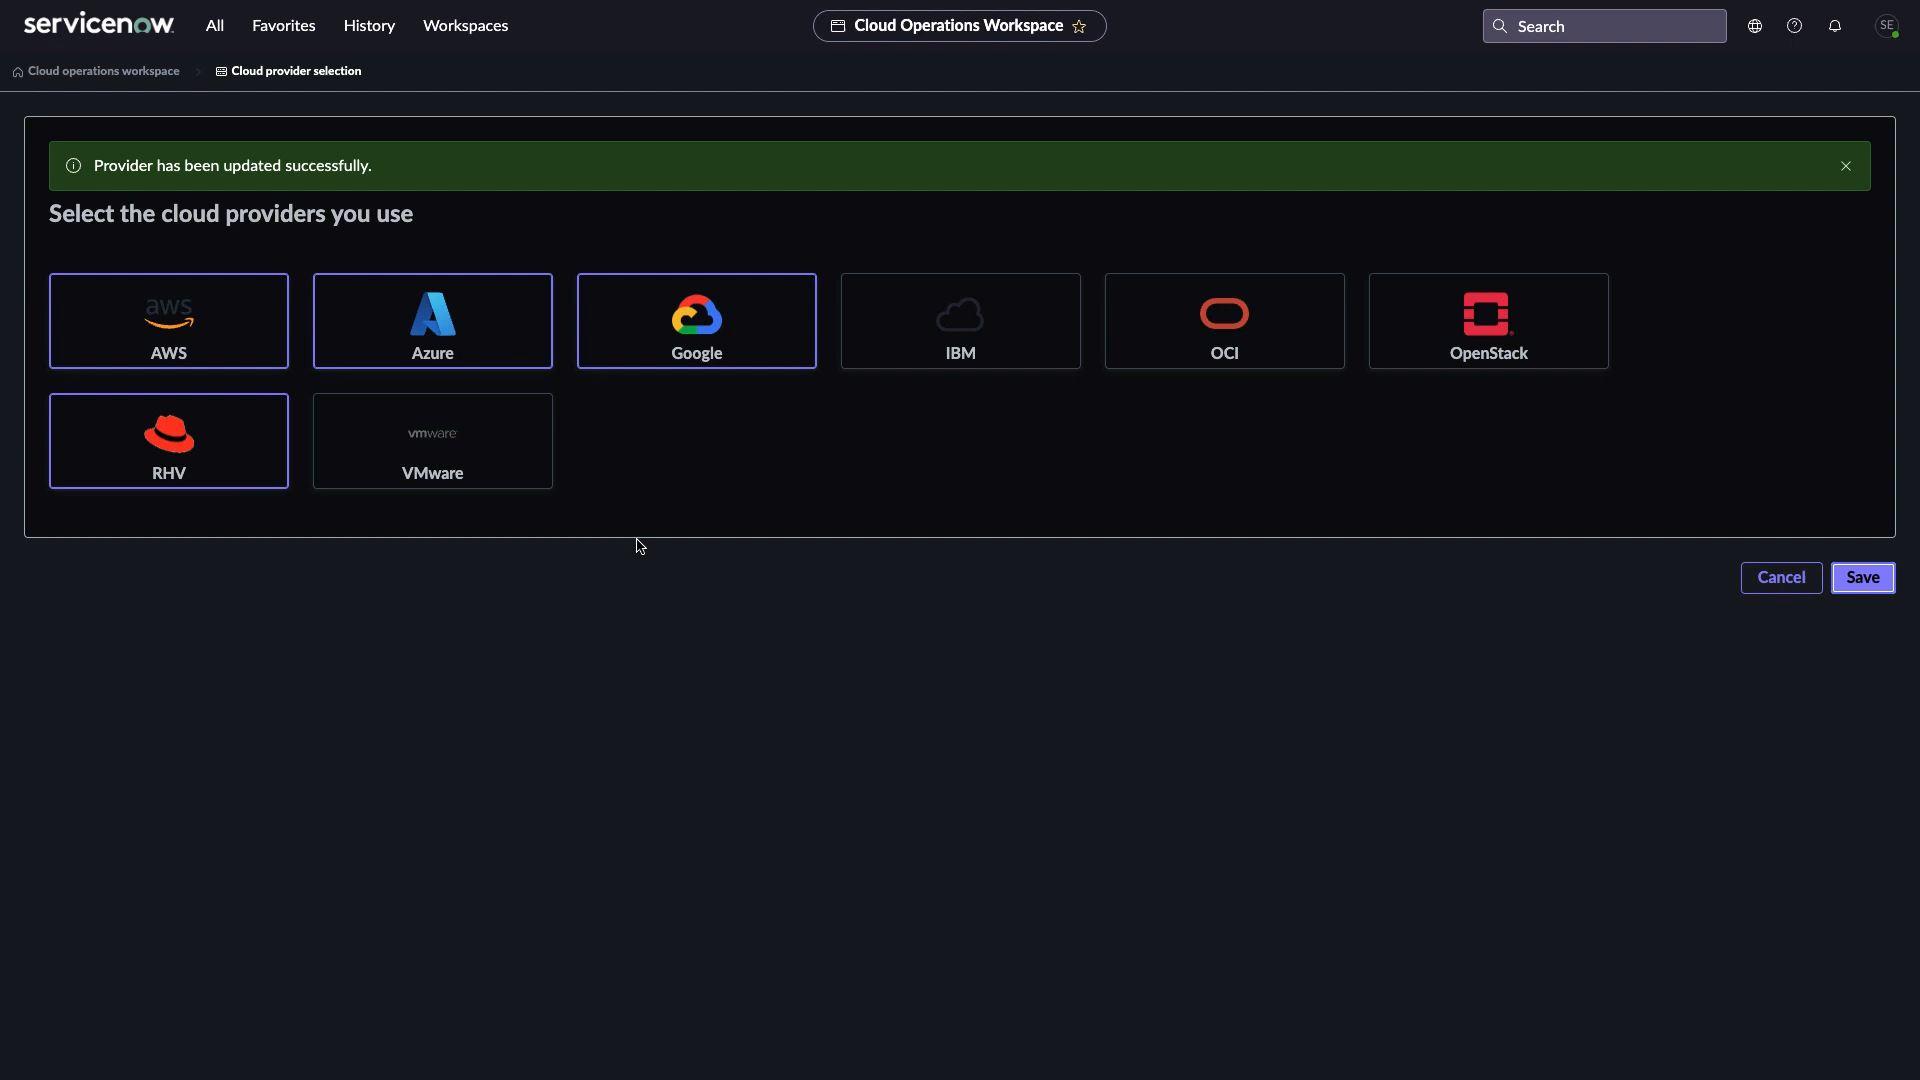 servicenow
All
Favorites
History
Workspaces
Cloud Operations Workspace
Search
SE
Cloud operations workspace
Cloud provider selection
Provider has been updated successfully.
Select the cloud providers you use
aws
AWS
Azure
Google
IBM
OCI
OpenStack
RHV
vmware
VMware
Cancel
Save